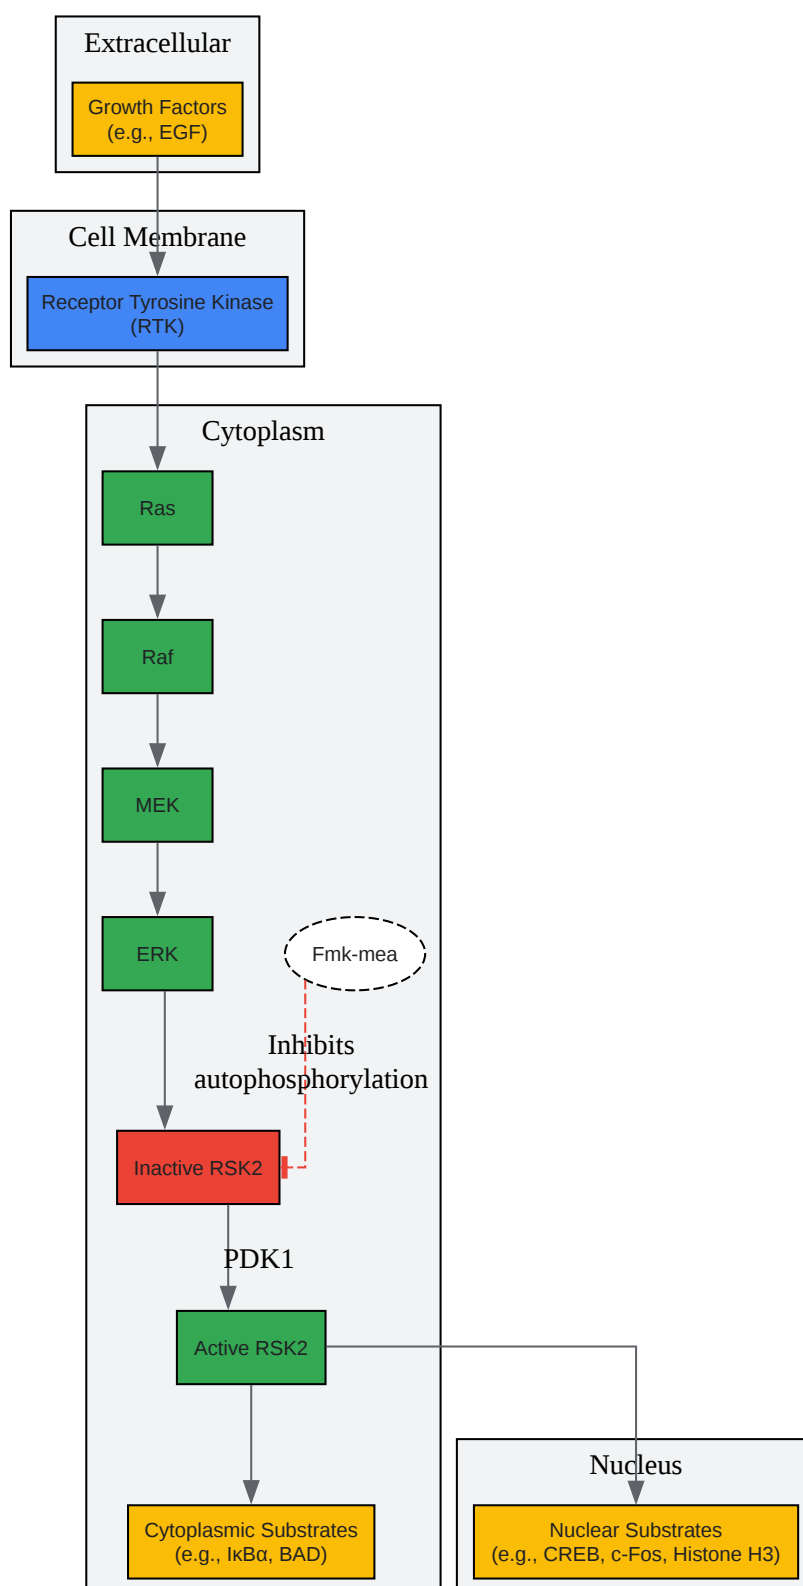 Extracellular
Growth Factors
(e.g., EGF)
Cell Membrane
Receptor Tyrosine Kinase
(RTK)
Cytoplasm
Ras
Raf
MEK
ERK
Fmk-mea
Inhibits
autophosphorylation
Inactive RSK2
PDK1
Active RSK2
Nucleus
Cytoplasmic Substrates
(e.g., IκBα, BAD)
Nuclear Substrates
(e.g., CREB, c-Fos, Histone H3)